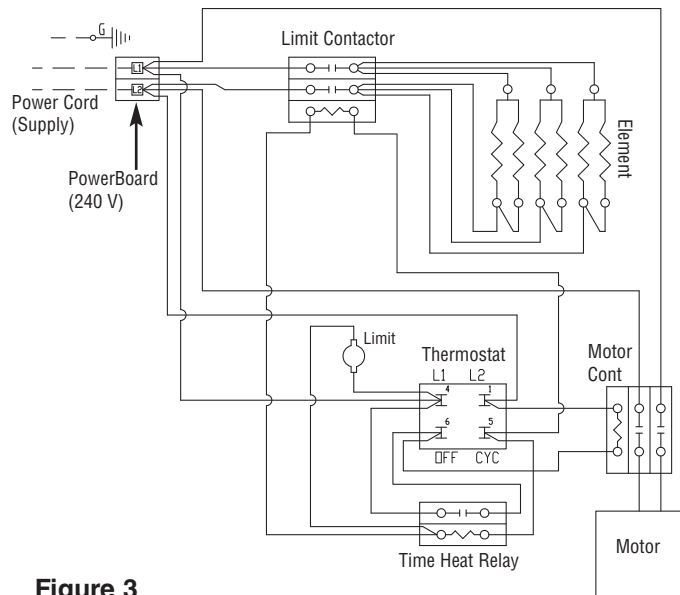 G
Limit Contactor
L1
L2
Power Cord
(Supply)
PowerBoard
(240 V)
Element
Limit
Thermostat
L1 L2
4 1
6 5
OFF CYC
Motor
Cont
Time Heat Relay
Motor
Figure 3